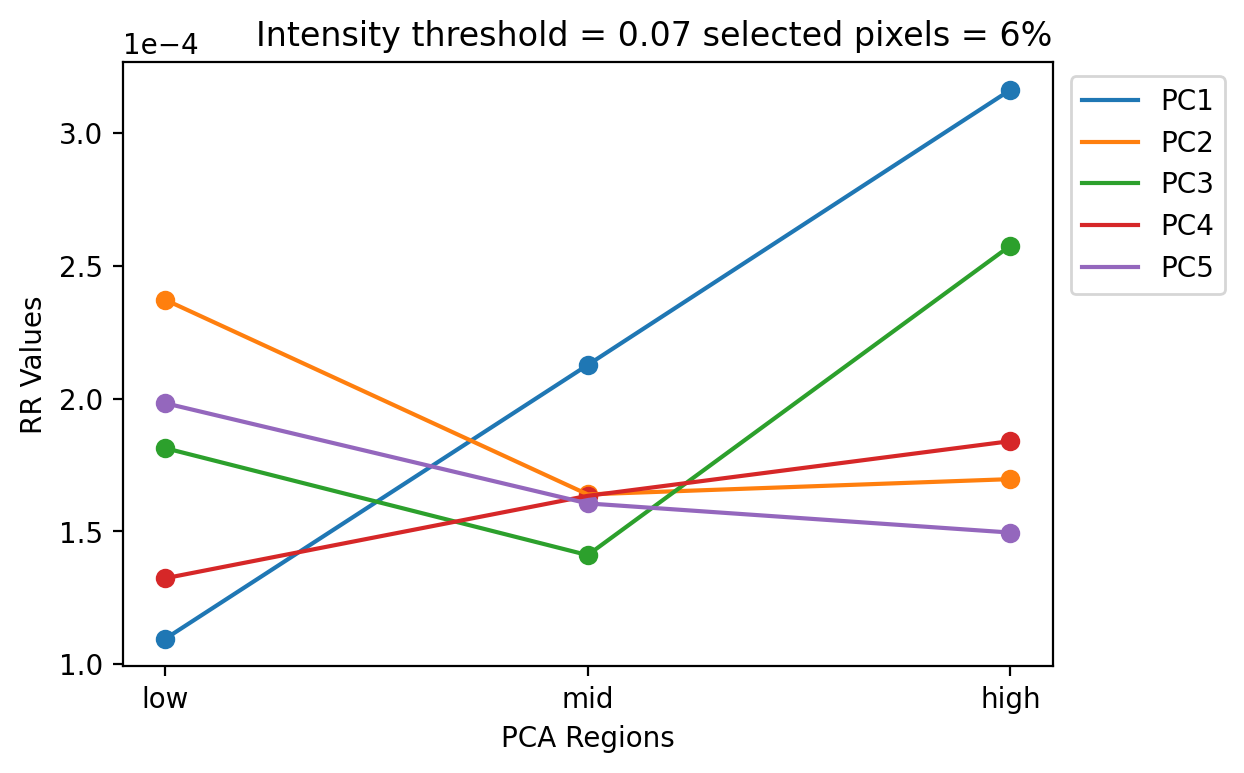 Intensity threshold = 0.07 selected pixels = 6%
1e−4
3.0
2.5
2.0
1.5
1.0
RR Values
low mid high
PCA Regions
PC1
PC2
PC3
PC4
PC5